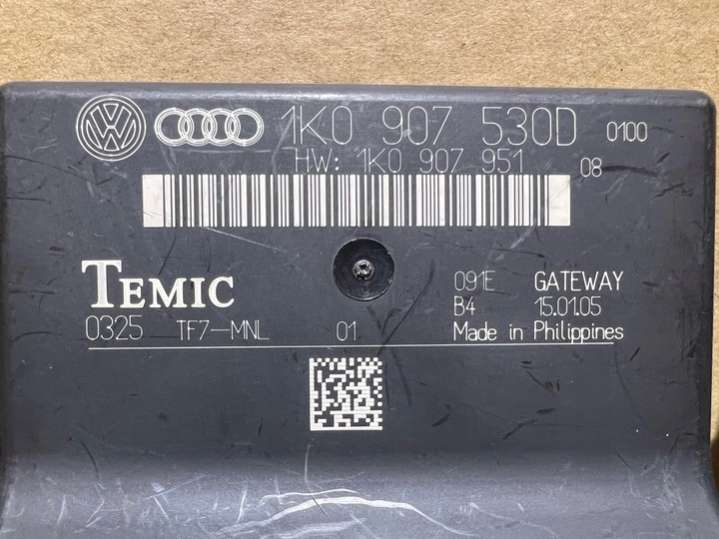 1K0 907 530D 0100
HW: 1K0 907 951 08
TEMIC 091E GATEWAY
B4 15.01.05
0325 TF7-MNL 01 Made in Philippines